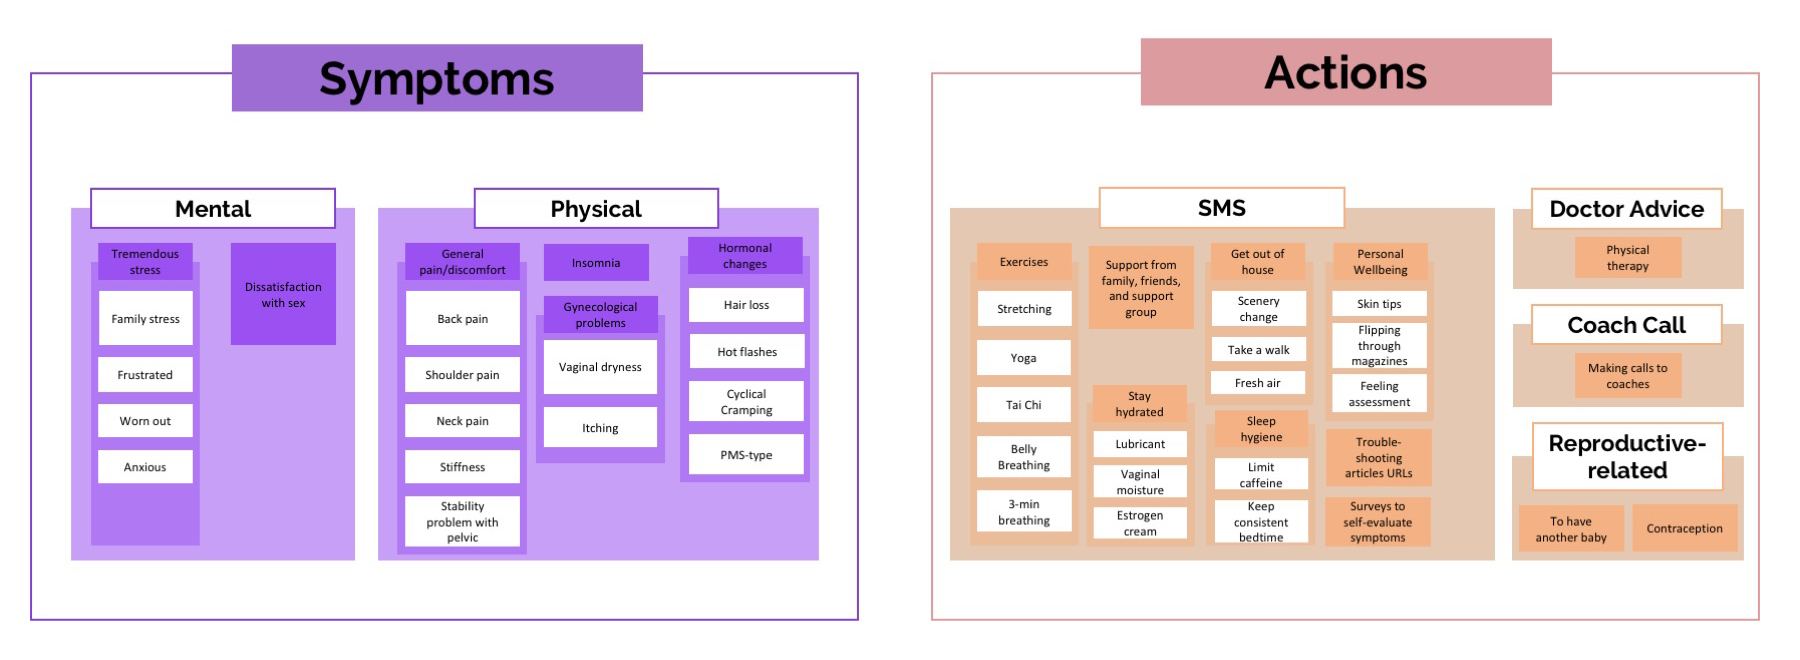 Symptoms
Mental
Tremendous
stress
Family stress
Frustrated
Worn out
Anxious
Dissatisfaction
with sex
Physical
General
pain/discomfort
Back pain
Shoulder pain
Neck pain
Stiffness
Stability
problem with
pelvic
Insomnia
Gynecological
problems
Vaginal dryness
Itching
Hormonal
changes
Hair loss
Hot flashes
Cyclical
Cramping
PMS-type
Actions
SMS
Exercises
Stretching
Yoga
Tai Chi
Belly
Breathing
3-min
breathing
Support from
family, friends,
and support
group
Stay
hydrated
Lubricant
Vaginal
moisture
Estrogen
cream
Get out of
house
Scenery
change
Take a walk
Fresh air
Sleep
hygiene
Limit
caffeine
Keep
consistent
bedtime
Personal
Wellbeing
Skin tips
Flipping
through
magazines
Feeling
assessment
Trouble-
shooting
articles URLs
Surveys to
self-evaluate
symptoms
Doctor Advice
Physical
therapy
Coach Call
Making calls to
coaches
Reproductive-
related
To have
another baby
Contraception